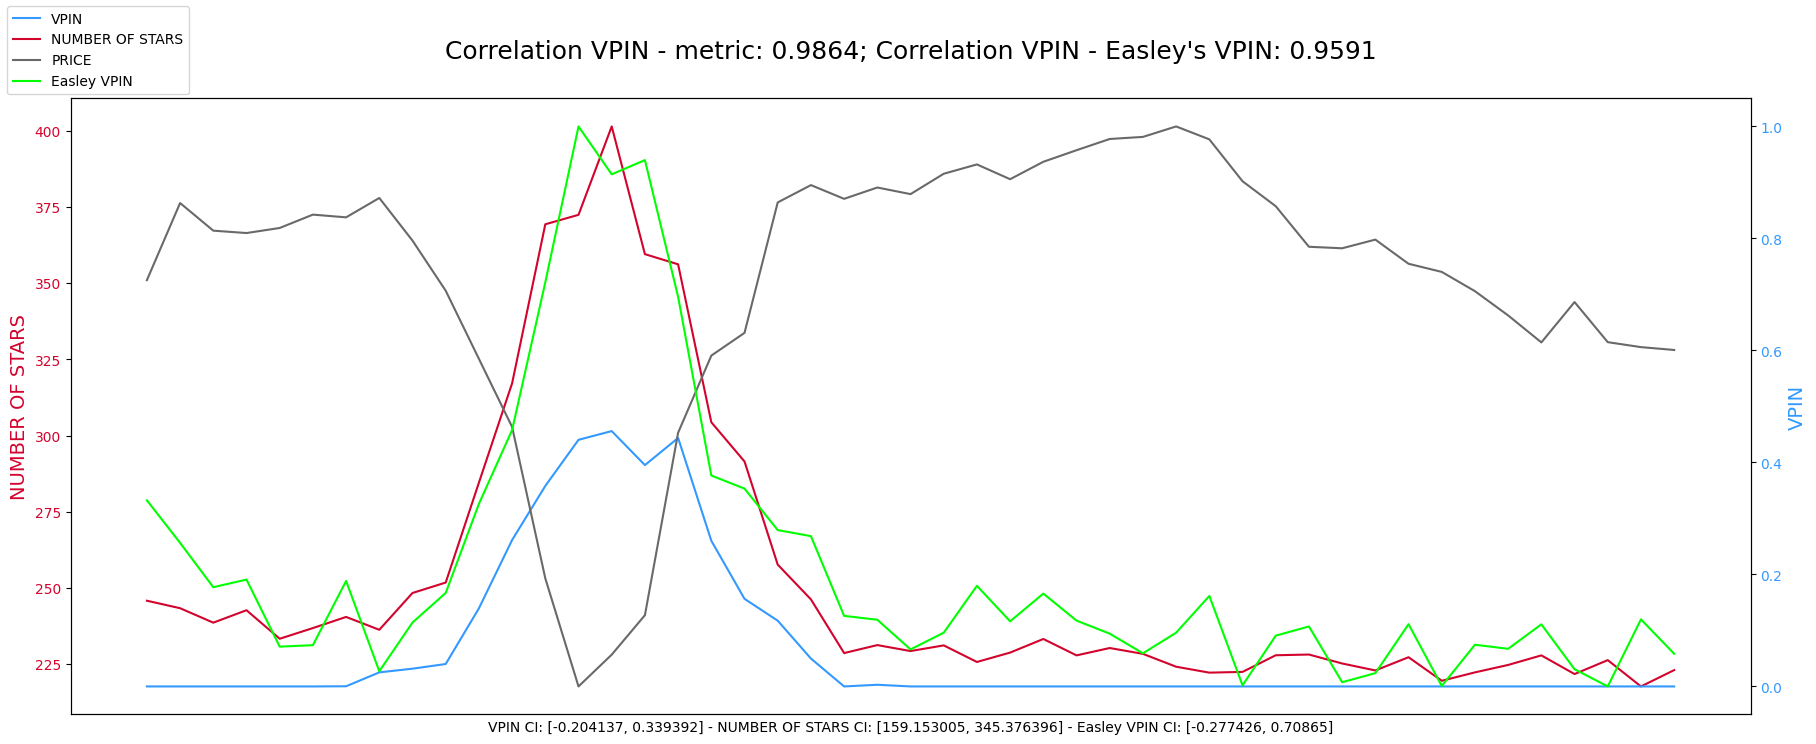 VPIN
NUMBER OF STARS
PRICE
Easley VPIN
Correlation VPIN - metric: 0.9864; Correlation VPIN - Easley's VPIN: 0.9591
NUMBER OF STARS
400
375
350
325
300
275
250
225
1.0
0.8
0.6
0.4
0.2
0.0
VPIN
VPIN CI: [-0.204137, 0.339392] - NUMBER OF STARS CI: [159.153005, 345.376396] - Easley VPIN CI: [-0.277426, 0.70865]